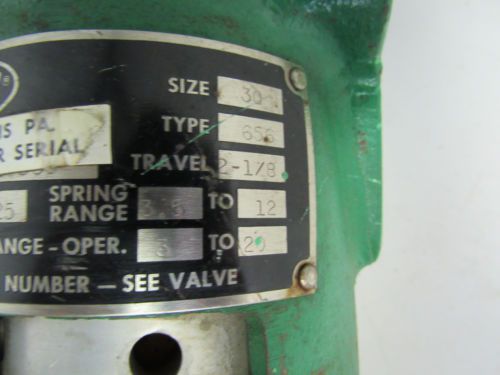 SIZE 30
TYPE 656
IS PA.
R SERIAL
TRAVEL 2-1/8
25 SPRING RANGE 3.5 TO 12
ANGE - OPER. TO 20
NUMBER — SEE VALVE